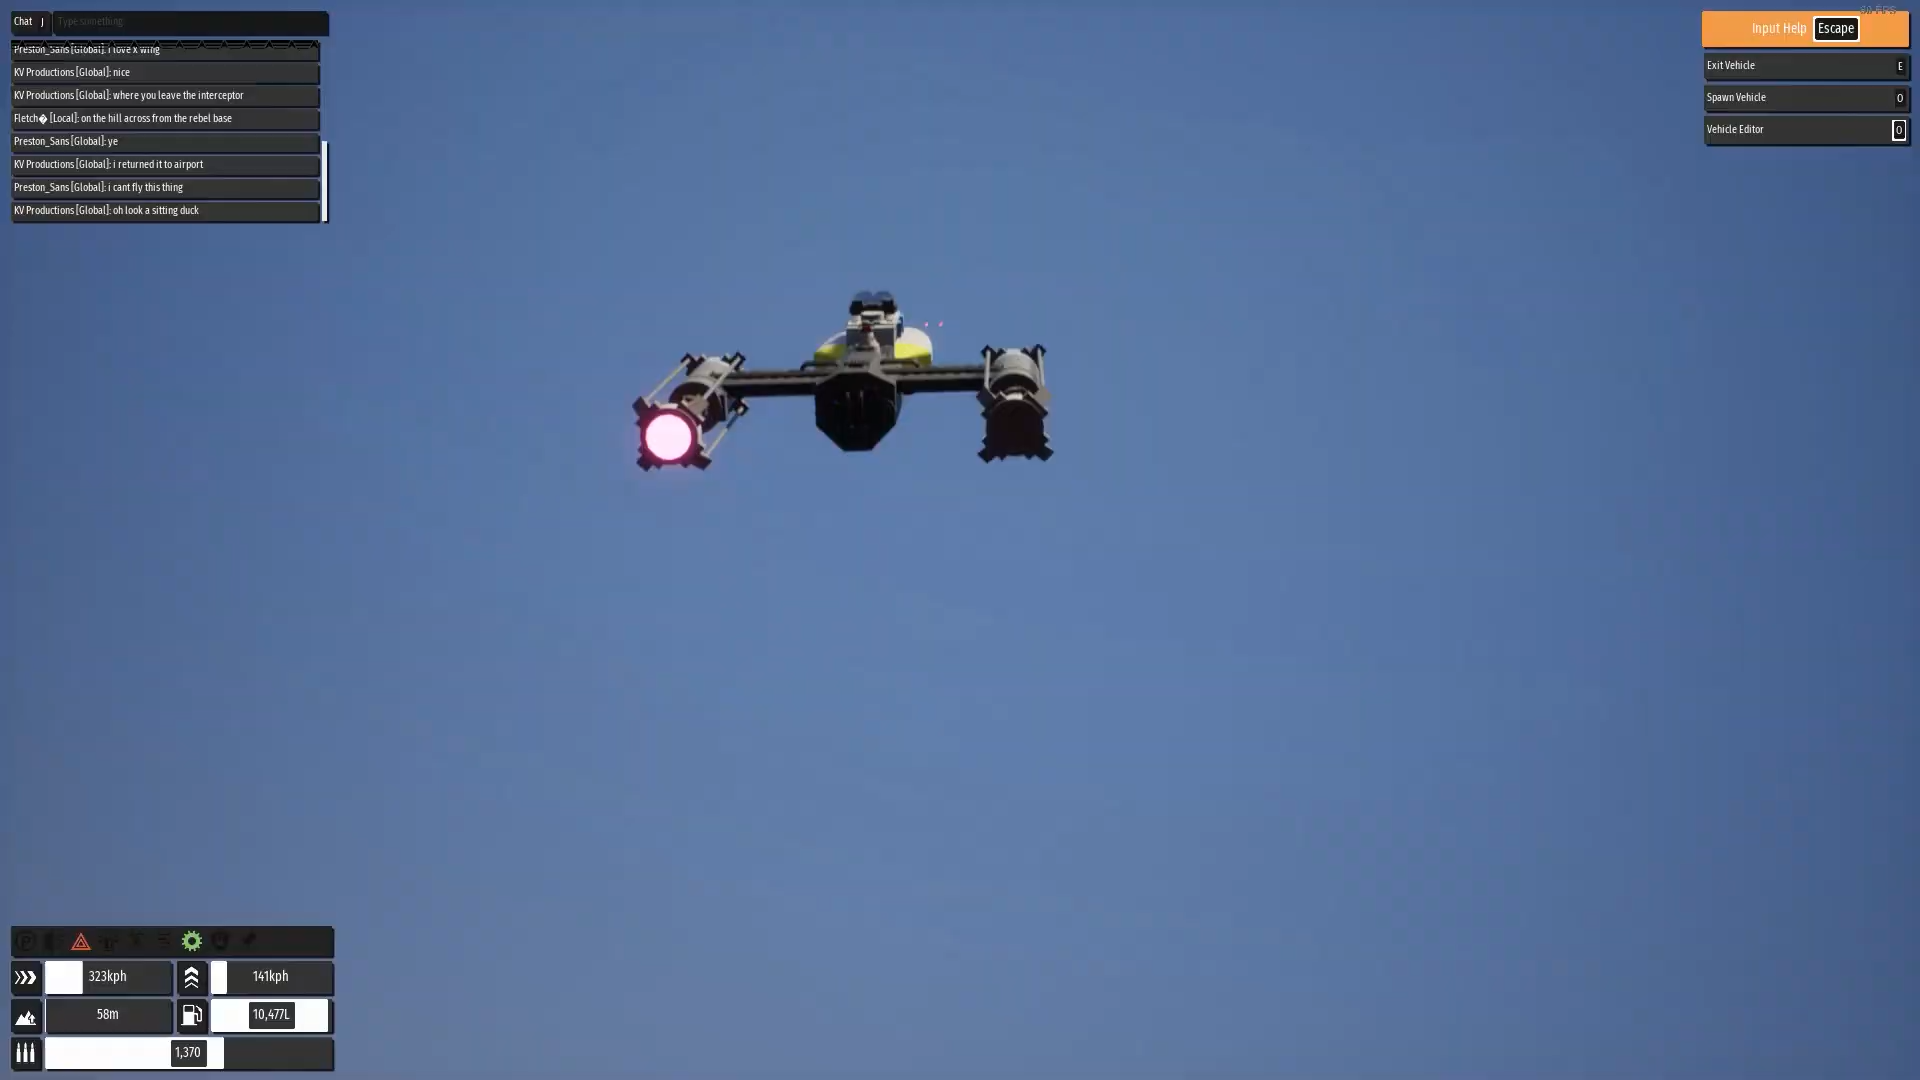 Chat J Type something
Preston_Sans [Global]: i love x wing
KV Productions [Global]: nice
KV Productions [Global]: where you leave the interceptor
Fletch� [Local]: on the hill across from the rebel base
Preston_Sans [Global]: ye
KV Productions [Global]: i returned it to airport
Preston_Sans [Global]: i cant fly this thing
KV Productions [Global]: oh look a sitting duck
Input Help Escape
Exit Vehicle E
Spawn Vehicle O
Vehicle Editor O
323kph 141kph
58m 10,477L
1,370